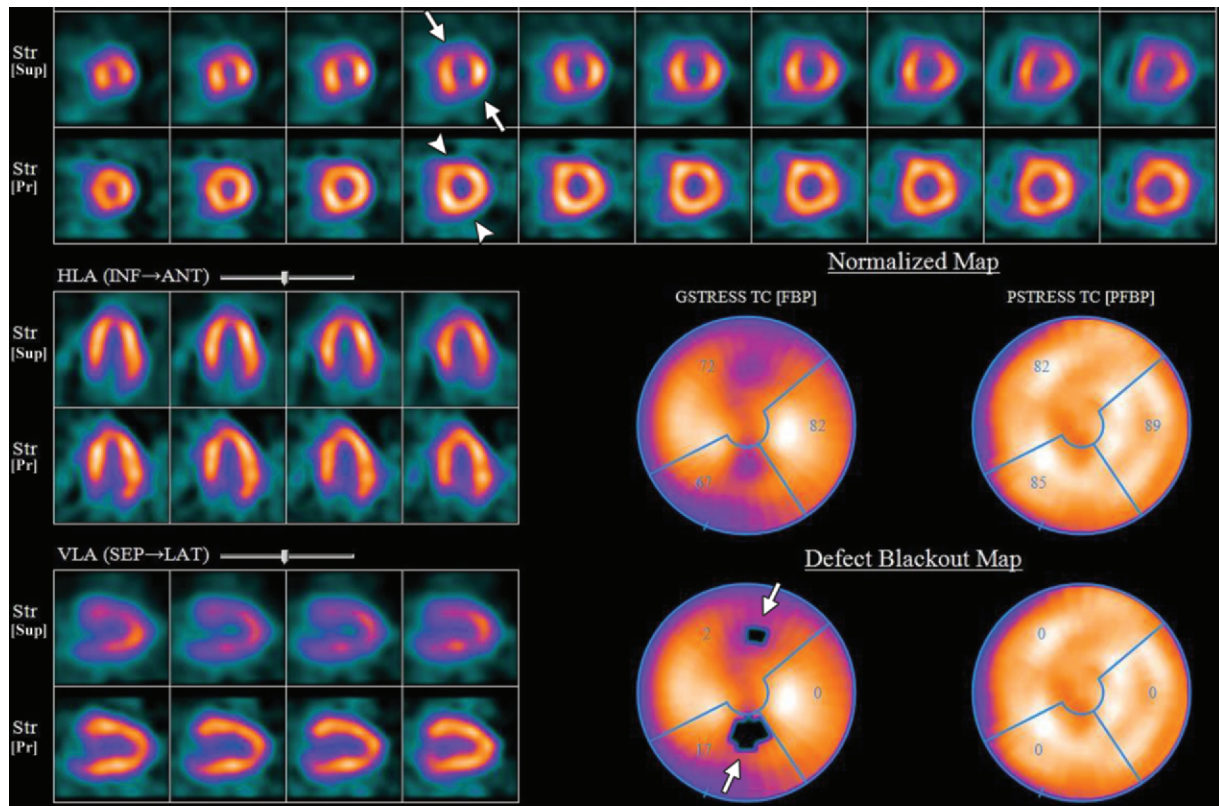 Str
[Sup]
Str
[Pr]
HLA (INF→ANT)
Str
[Sup]
Str
[Pr]
VLA (SEP→LAT)
Str
[Sup]
Str
[Pr]
Normalized Map
GSTRESS TC [FBP]
PSTRESS TC [PFBP]
72
82
67
82
89
85
Defect Blackout Map
2
0
17
0
0
0